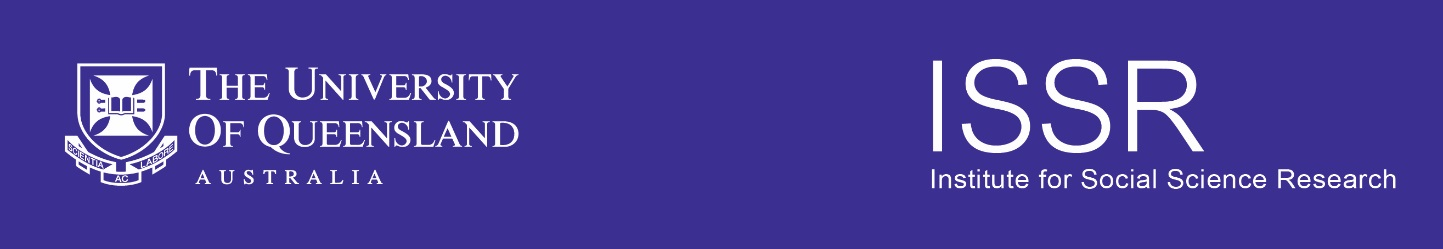 THE UNIVERSITY
OF QUEENSLAND
AUSTRALIA
SCIENTIA AC LABORE
ISSR
Institute for Social Science Research